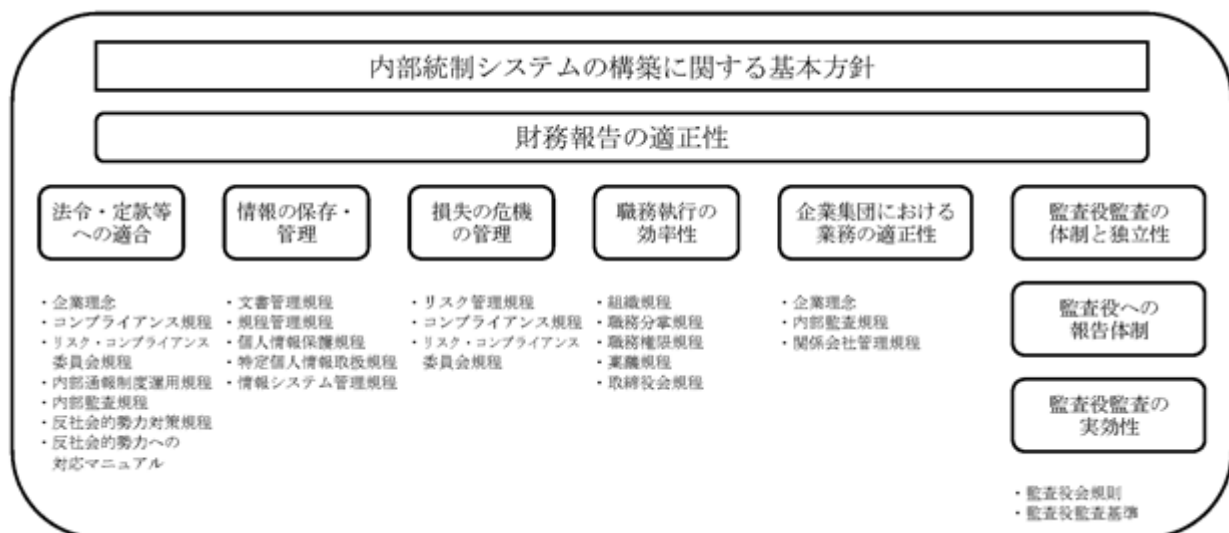 内部統制システムの構築に関する基本方針
財務報告の適正性
法令・定款等
への適合
・企業理念
・コンプライアンス規程
・リスク・コンプライアンス
委員会規程
・内部通報制度運用規程
・内部監査規程
・反社会的勢力対策規程
・反社会的勢力への
対応マニュアル
情報の保存・
管理
・文書管理規程
・規程管理規程
・個人情報保護規程
・特定個人情報取扱規程
・情報システム管理規程
損失の危機
の管理
・リスク管理規程
・コンプライアンス規程
・リスク・コンプライアンス
委員会規程
職務執行の
効率性
・組織規程
・職務分掌規程
・職務権限規程
・稟議規程
・取締役会規程
企業集団における
業務の適正性
・企業理念
・内部監査規程
・関係会社管理規程
監査役監査の
体制と独立性
監査役への
報告体制
監査役監査の
実効性
・監査役会規則
・監査役監査基準